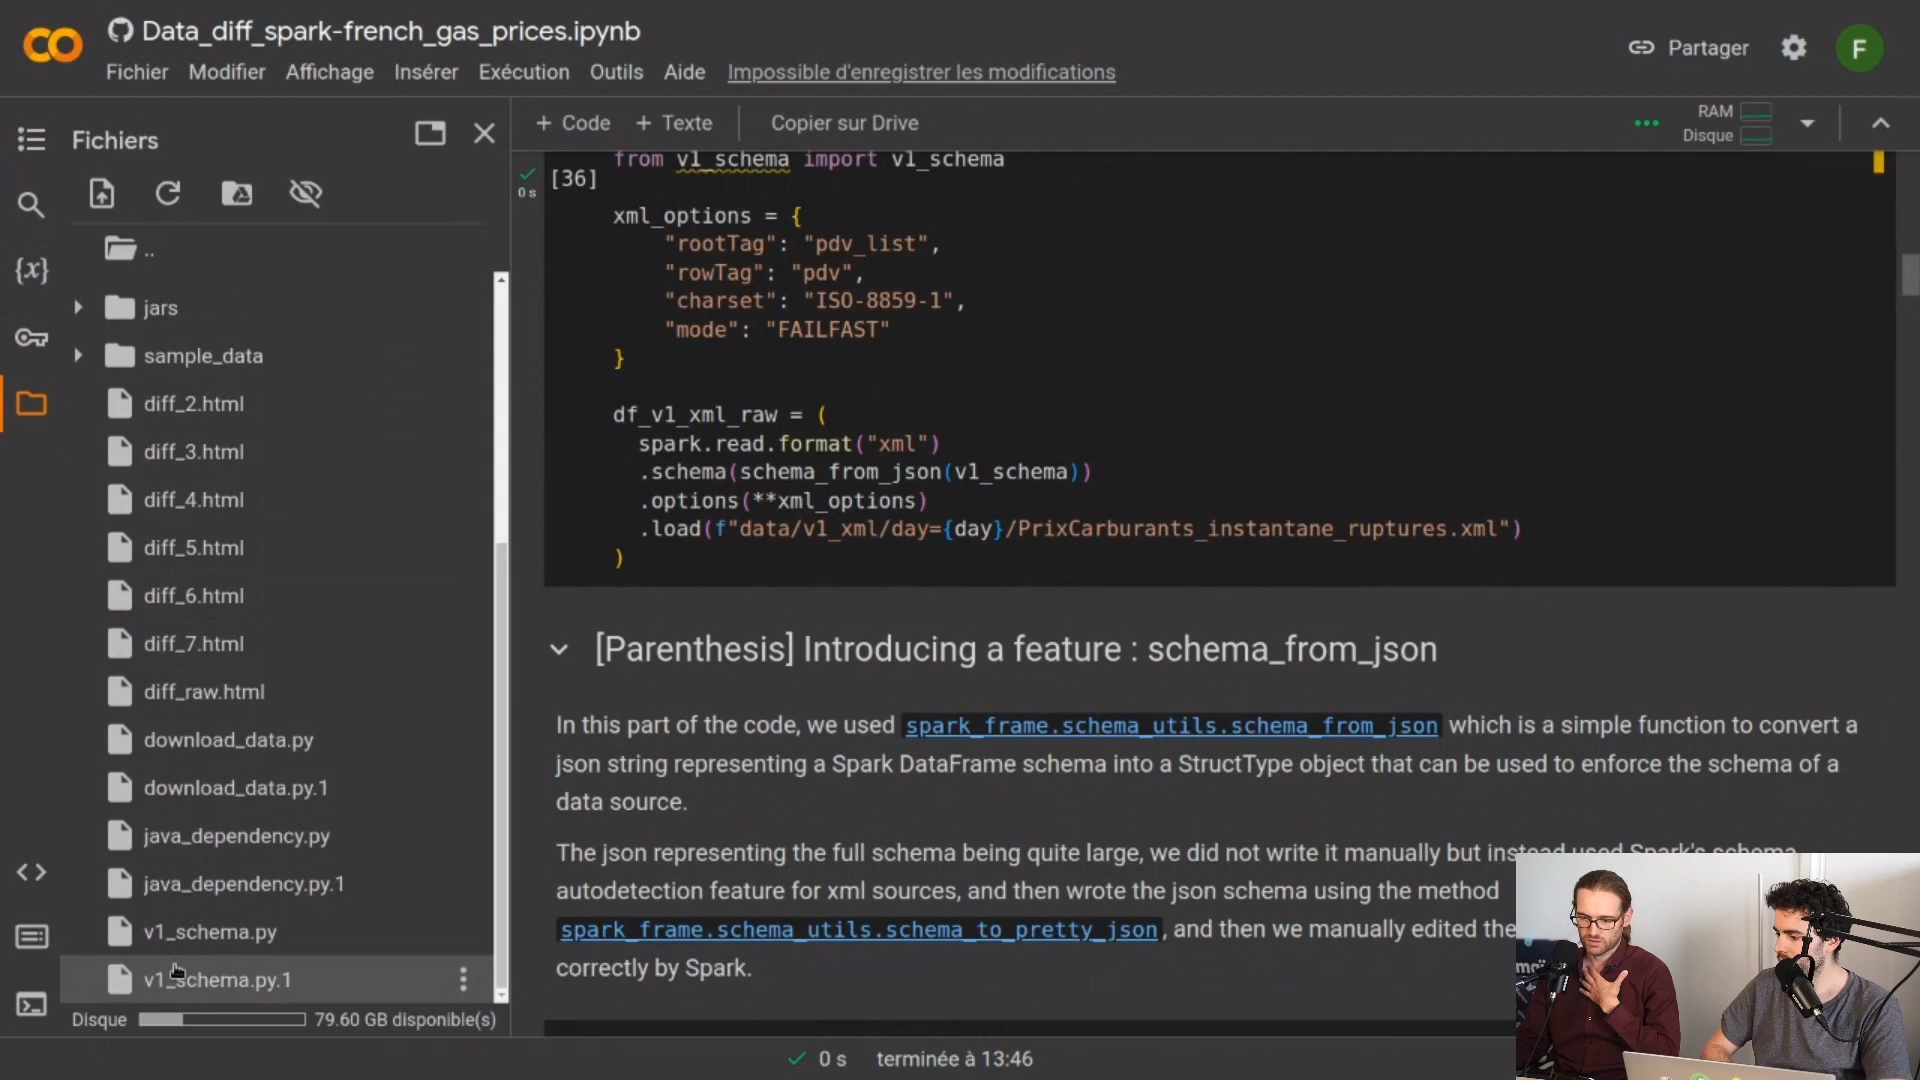 Data_diff_spark-french_gas_prices.ipynb
Fichier Modifier Affichage Insérer Exécution Outils Aide Impossible d'enregistrer les modifications
Partager
F
Fichiers
+ Code + Texte Copier sur Drive
RAM
Disque
..
jars
sample_data
diff_2.html
diff_3.html
diff_4.html
diff_5.html
diff_6.html
diff_7.html
diff_raw.html
download_data.py
download_data.py.1
java_dependency.py
java_dependency.py.1
v1_schema.py
v1_schema.py.1
Disque 79.60 GB disponible(s)
0 s
[36]
from v1_schema import v1_schema
xml_options = {
"rootTag": "pdv_list",
"rowTag": "pdv",
"charset": "ISO-8859-1",
"mode": "FAILFAST"
}
df_v1_xml_raw = (
spark.read.format("xml")
.schema(schema_from_json(v1_schema))
.options(**xml_options)
.load(f"data/v1_xml/day={day}/PrixCarburants_instantane_ruptures.xml")
)
[Parenthesis] Introducing a feature : schema_from_json
In this part of the code, we used spark_frame.schema_utils.schema_from_json which is a simple function to convert a
json string representing a Spark DataFrame schema into a StructType object that can be used to enforce the schema of a
data source.
The json representing the full schema being quite large, we did not write it manually but instead used Spark's schema
autodetection feature for xml sources, and then wrote the json schema using the method
spark_frame.schema_utils.schema_to_pretty_json, and then we manually edited the
correctly by Spark.
0 s terminée à 13:46